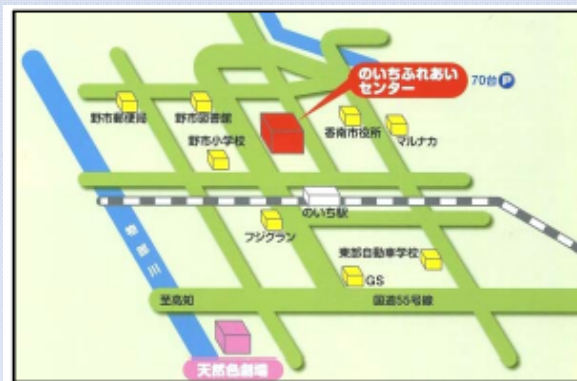 のいちふれあい
センター
70台 P
野市郵便局
野市図書館
香南市役所
マルナカ
野市小学校
のいち駅
フジグラン
東部自動車学校
GS
至高知
国道55号線
天然色劇場